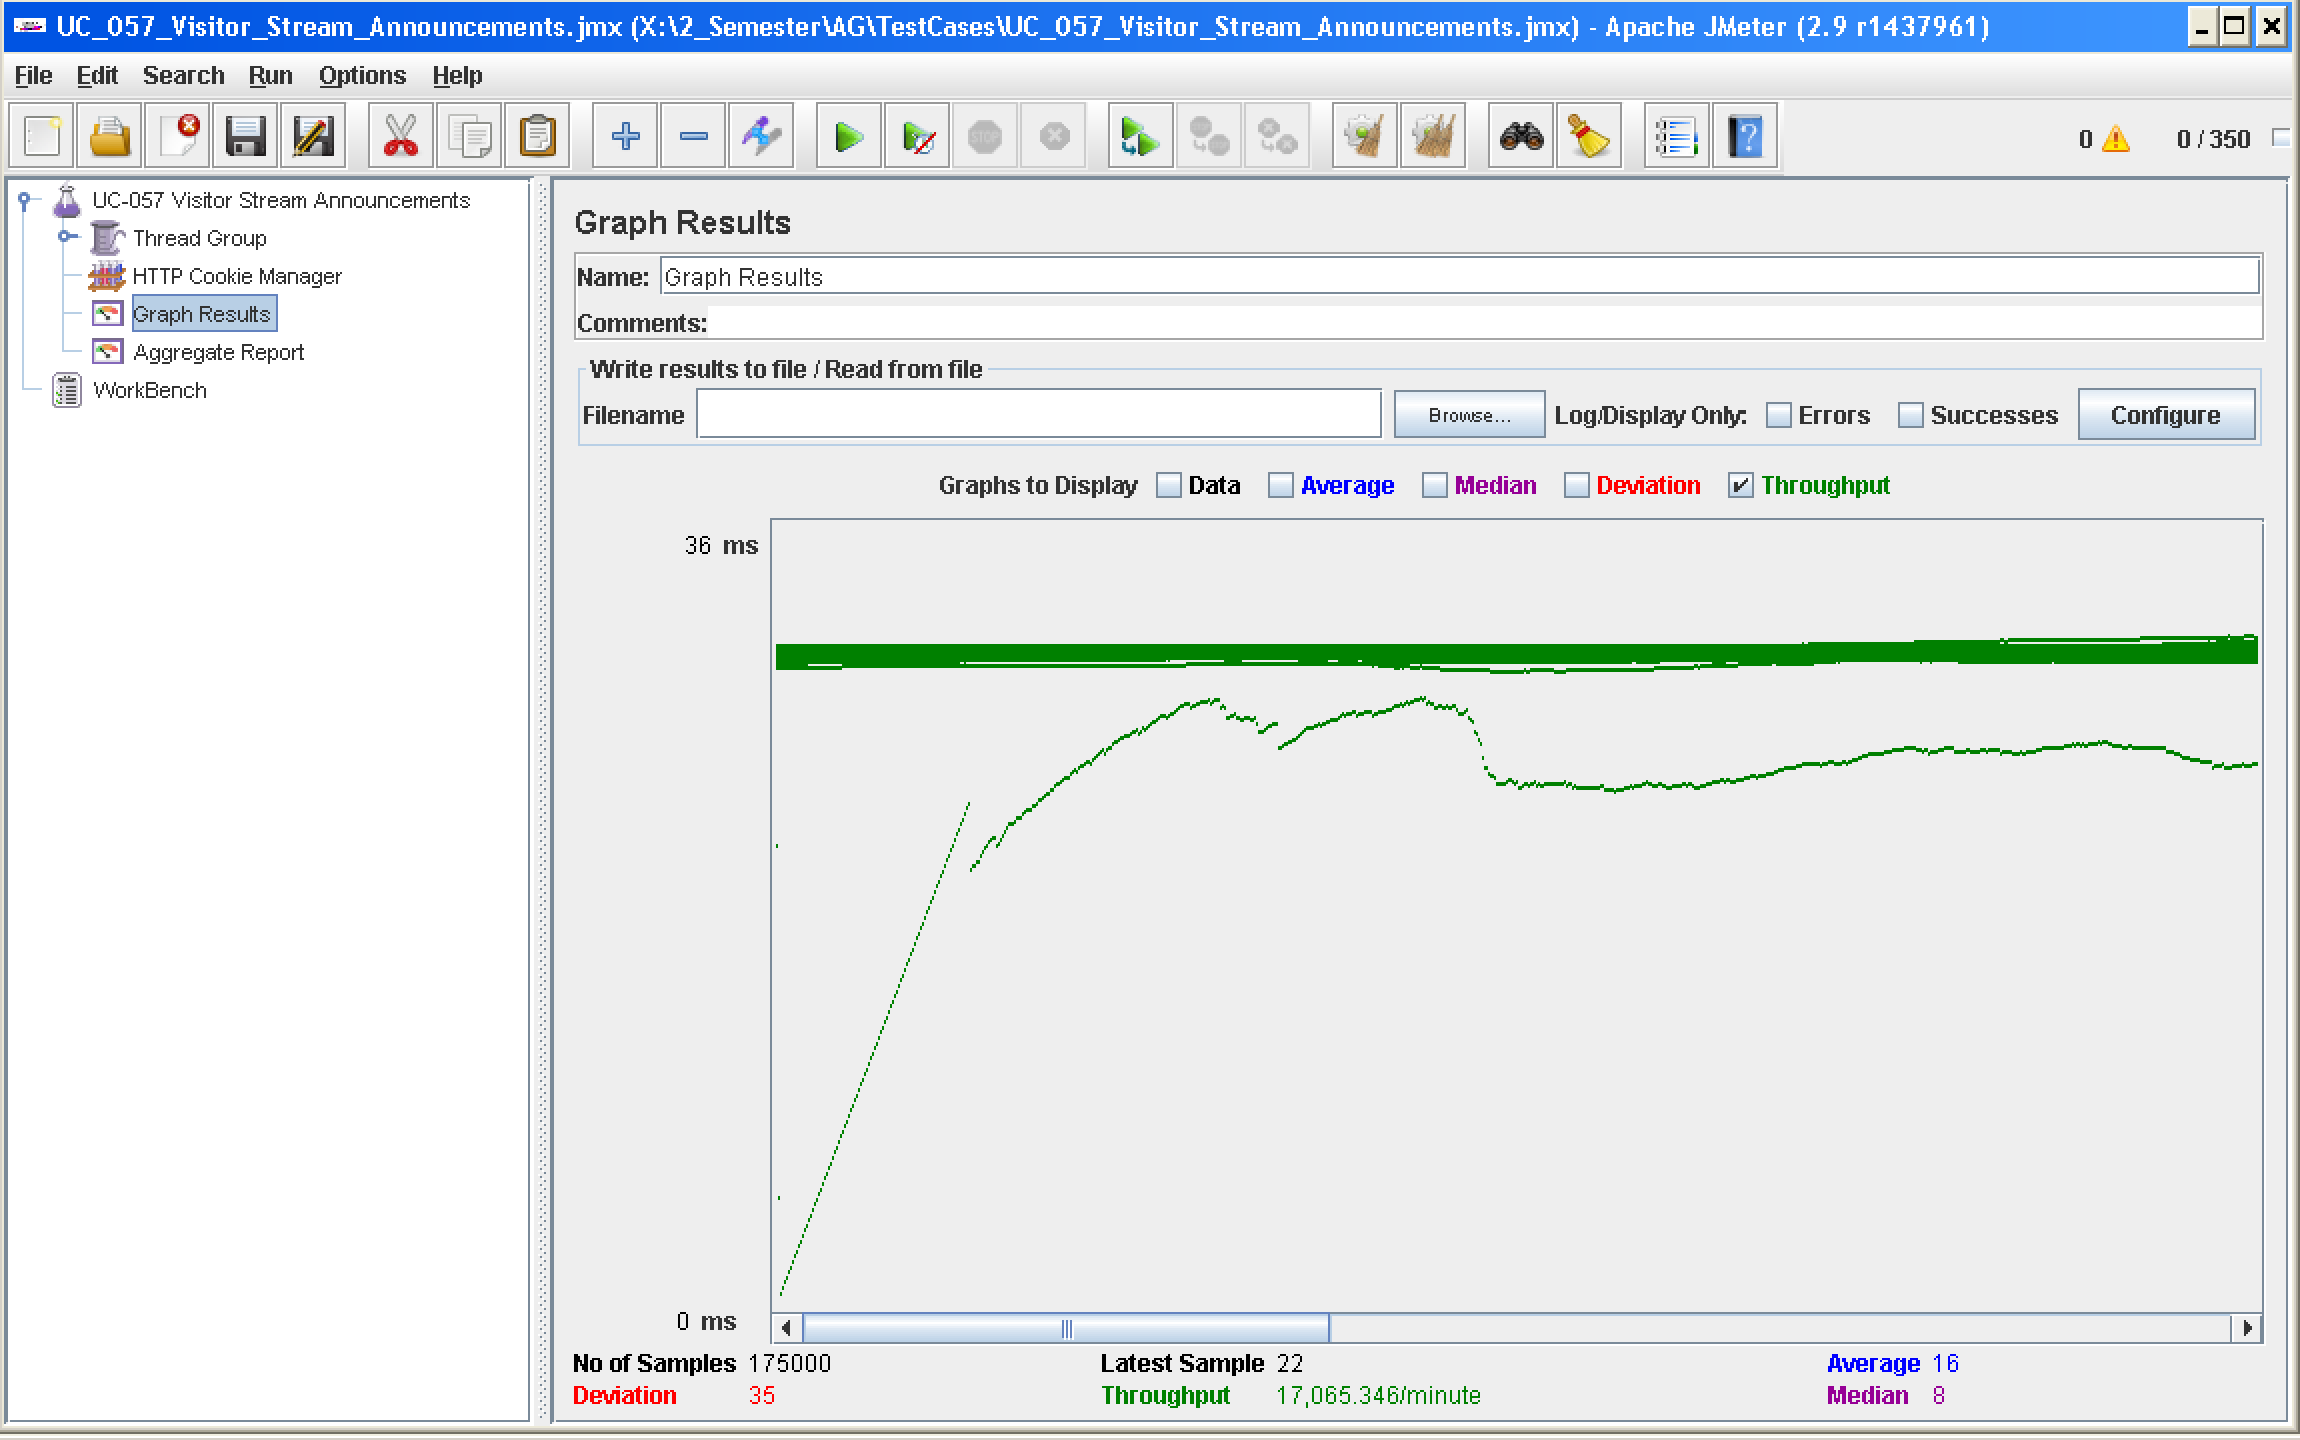 UC_057_Visitor_Stream_Announcements.jmx (X:\2_Semester\AG\TestCases\UC_057_Visitor_Stream_Announcements.jmx) - Apache JMeter (2.9 r1437961)
File Edit Search Run Options Help
STOP
0 0 / 350
UC-057 Visitor Stream Announcements
Thread Group
HTTP Cookie Manager
Graph Results
Aggregate Report
WorkBench
Graph Results
Name: Graph Results
Comments:
Write results to file / Read from file
Filename Browse... Log/Display Only: Errors Successes Configure
Graphs to Display Data Average Median Deviation Throughput
36 ms
0 ms
No of Samples 175000 Latest Sample 22 Average 16
Deviation 35 Throughput 17,065.346/minute Median 8